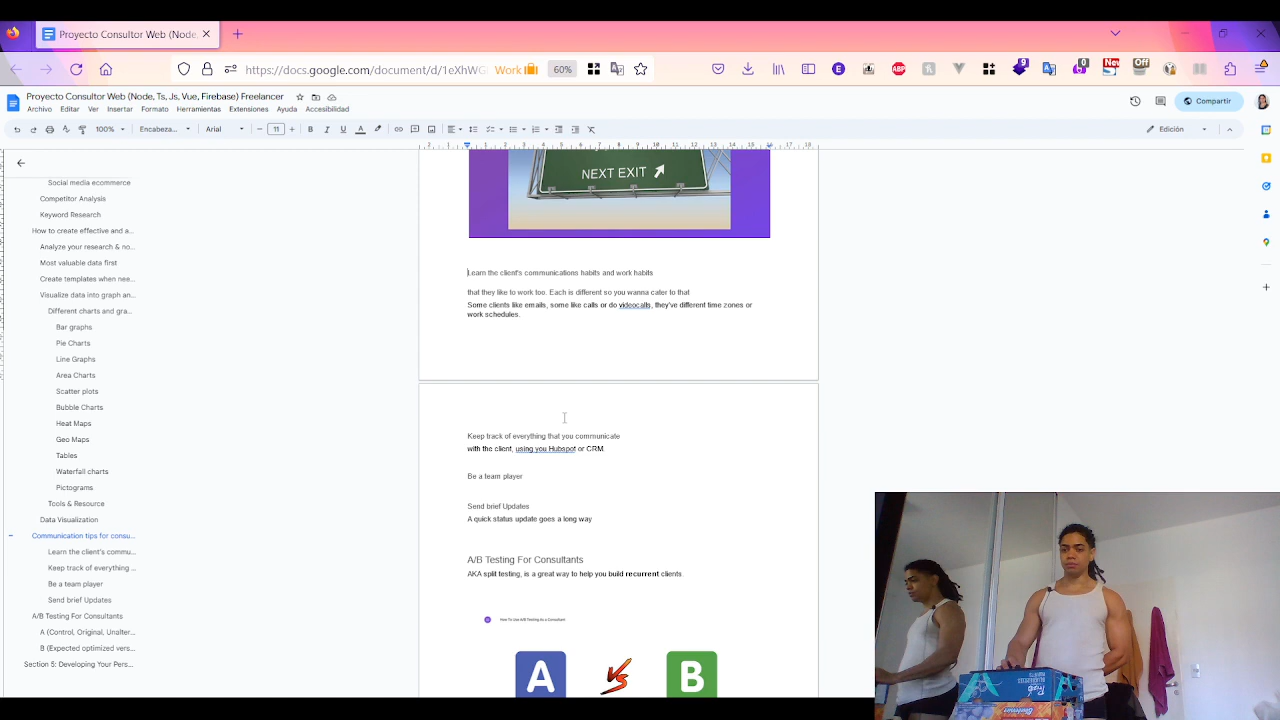 Proyecto Consultor Web (Node,
https://docs.google.com/document/d/1eXhWG
Work
60%
ABP
New
Off
Proyecto Consultor Web (Node, Ts, Js, Vue, Firebase) Freelancer
Archivo Editar Ver Insertar Formato Herramientas Extensiones Ayuda Accesibilidad
Compartir
100%
Encabeza...
Arial
11
Edición
Social media ecommerce
Competitor Analysis
Keyword Research
How to create effective and a...
Analyze your research & no...
Most valuable data first
Create templates when nee...
Visualize data into graph an...
Different charts and gra...
Bar graphs
Pie Charts
Line Graphs
Area Charts
Scatter plots
Bubble Charts
Heat Maps
Geo Maps
Tables
Waterfall charts
Pictograms
Tools & Resource
Data Visualization
Communication tips for consu...
Learn the client's commu...
Keep track of everything ...
Be a team player
Send brief Updates
A/B Testing For Consultants
A (Control, Original, Unalter...
B (Expected optimized vers...
Section 5: Developing Your Pers...
NEXT EXIT
Learn the client's communications habits and work habits
that they like to work too. Each is different so you wanna cater to that
Some clients like emails, some like calls or do videocalls, they've different time zones or
work schedules.
Keep track of everything that you communicate
with the client, using you Hubspot or CRM.
Be a team player
Send brief Updates
A quick status update goes a long way
A/B Testing For Consultants
AKA split testing, is a great way to help you build recurrent clients.
How To Use A/B Testing As a Consultant
A VS B